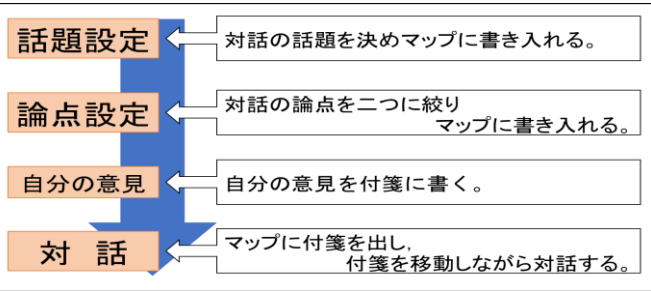 話題設定
対話の話題を決めマップに書き入れる。
論点設定
対話の論点を二つに絞り
マップに書き入れる。
自分の意見
自分の意見を付箋に書く。
対 話
マップに付箋を出し,
付箋を移動しながら対話する。